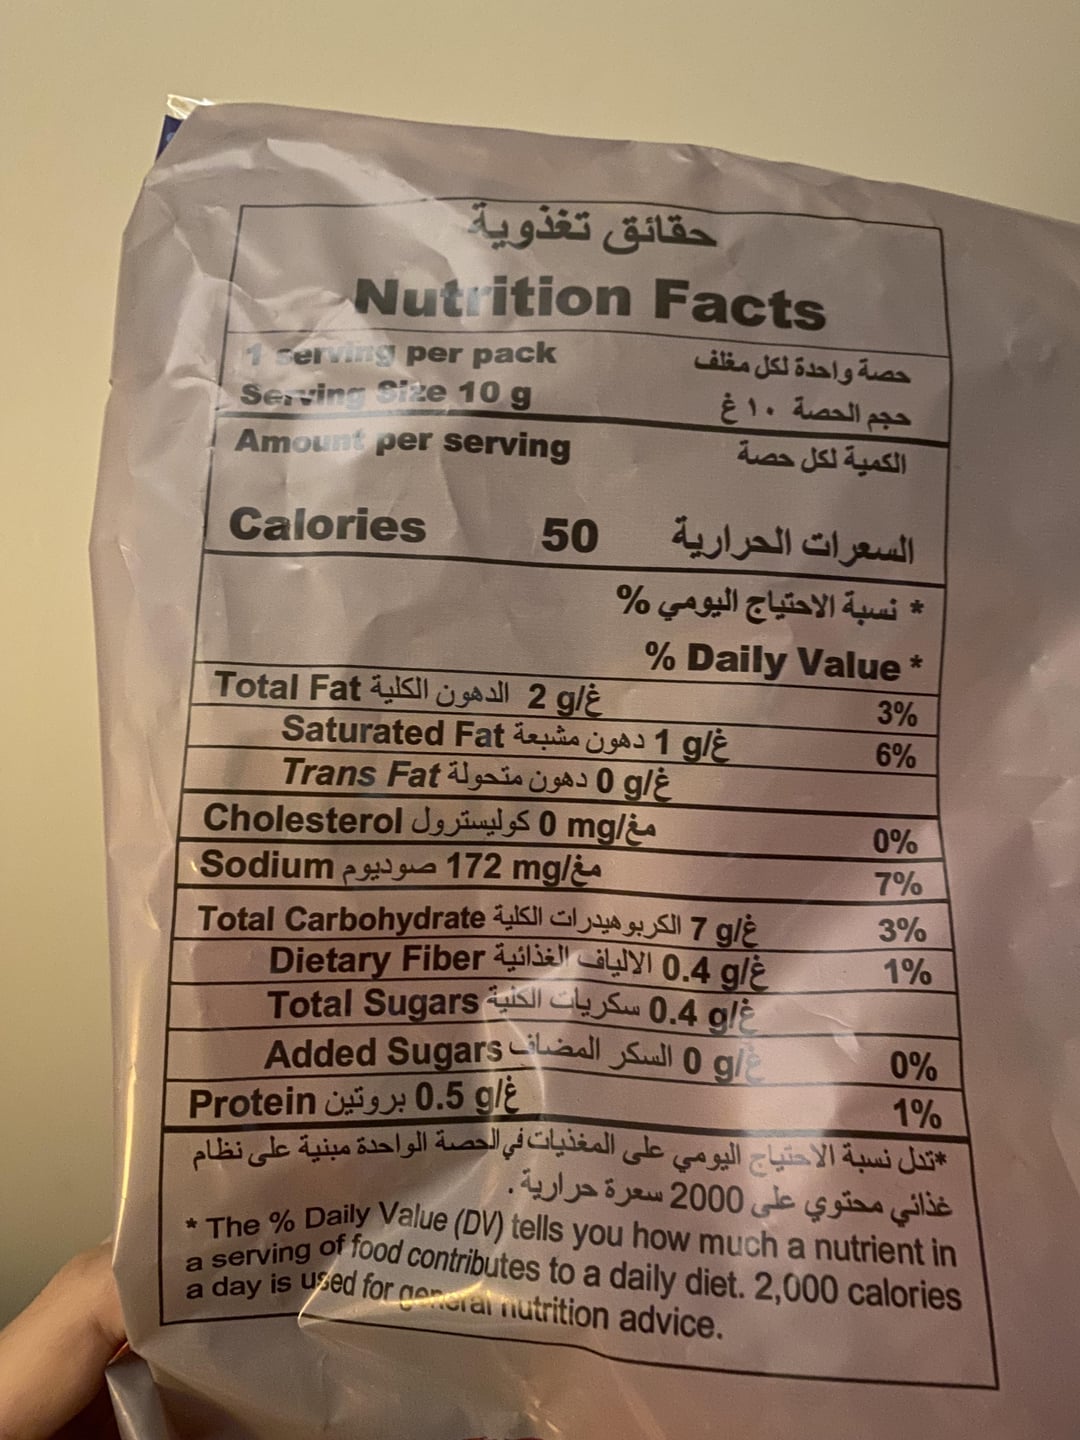 حقائق تغذوية
Nutrition Facts
1 serving per pack حصة واحدة لكل مغلف
Serving Size 10 g حجم الحصة ١٠ غ
Amount per serving الكمية لكل حصة
Calories 50 السعرات الحرارية
* نسبة الاحتياج اليومي %
% Daily Value *
Total Fat الدهون الكلية 2 g/غ 3%
Saturated Fat دهون مشبعة 1 g/غ 6%
Trans Fat دهون متحولة 0 g/غ
Cholesterol كوليسترول 0 mg/مغ 0%
Sodium صوديوم 172 mg/مغ 7%
Total Carbohydrate الكربوهيدرات الكلية 7 g/غ 3%
Dietary Fiber الالياف الغذائية 0.4 g/غ 1%
Total Sugars سكريات الكلية 0.4 g/غ
Added Sugars السكر المضاف 0 g/غ 0%
Protein بروتين 0.5 g/غ 1%
*تدل نسبة الاحتياج اليومي على المغذيات في الحصة الواحدة مبنية على نظام
غذائي محتوي على 2000 سعرة حرارية.
* The % Daily Value (DV) tells you how much a nutrient in
a serving of food contributes to a daily diet. 2,000 calories
a day is used for general nutrition advice.